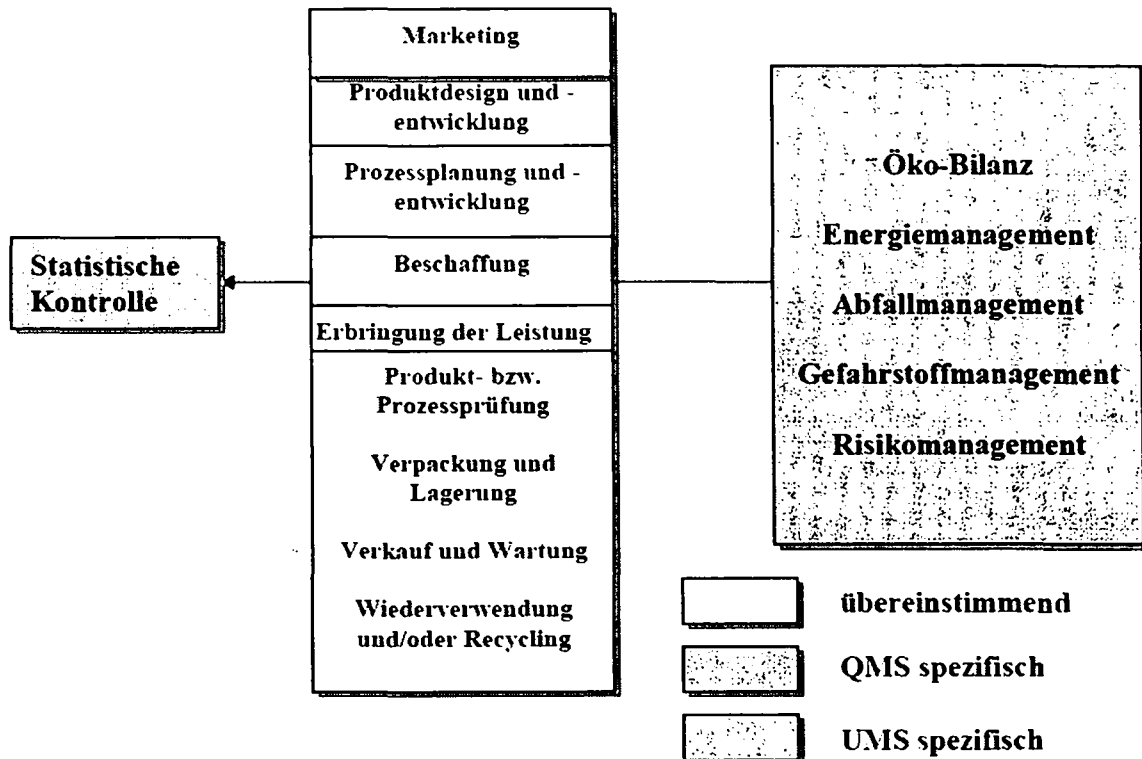 Marketing
Produktdesign und -
entwicklung
Prozessplanung und -
entwicklung
Beschaffung
Erbringung der Leistung
Produkt- bzw.
Prozessprüfung
Verpackung und
Lagerung
Verkauf und Wartung
Wiederverwendung
und/oder Recycling
Statistische
Kontrolle
Öko-Bilanz
Energiemanagement
Abfallmanagement
Gefahrstoffmanagement
Risikomanagement
übereinstimmend
QMS spezifisch
UMS spezifisch